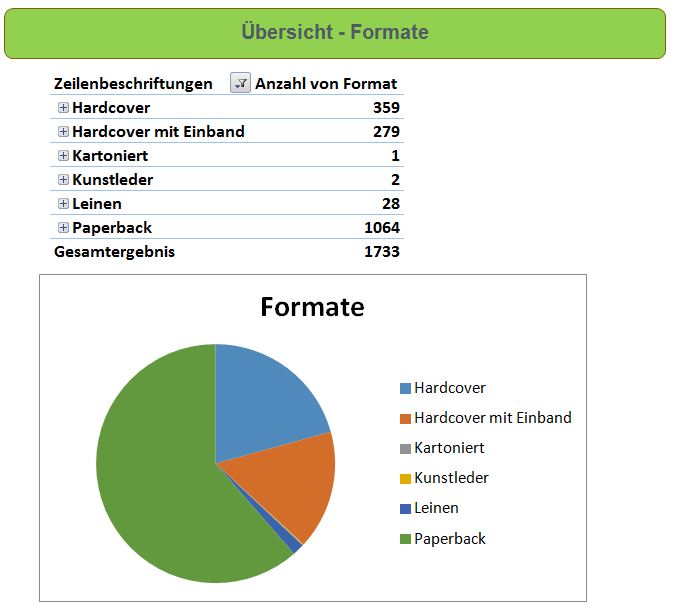 Übersicht - Formate
Zeilenbeschriftungen Anzahl von Format
Hardcover 359
Hardcover mit Einband 279
Kartoniert 1
Kunstleder 2
Leinen 28
Paperback 1064
Gesamtergebnis 1733
Formate
Hardcover
Hardcover mit Einband
Kartoniert
Kunstleder
Leinen
Paperback